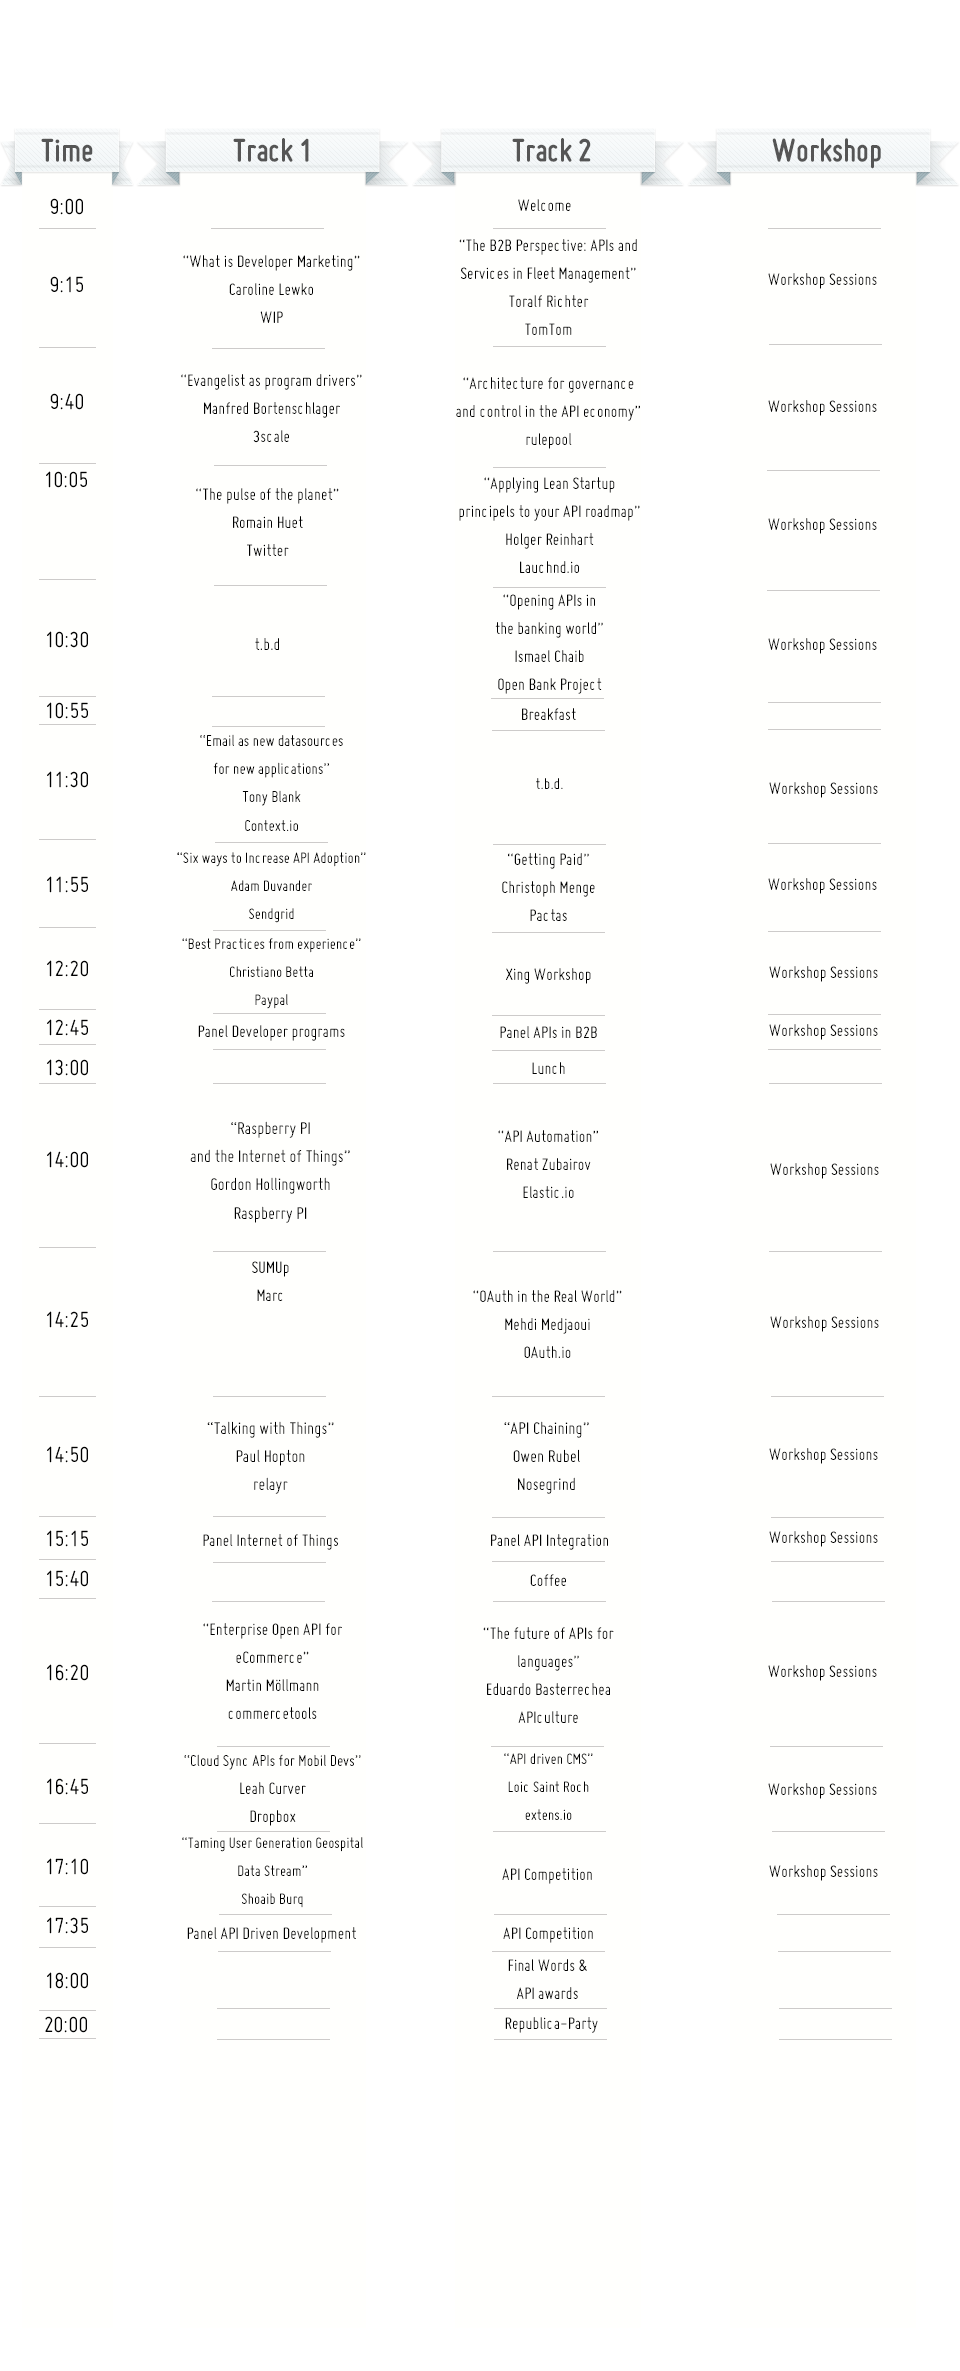 Time
Track 1
Track 2
Workshop
9:00
Welcome
9:15
“What is Developer Marketing”
Caroline Lewko
WIP
“The B2B Perspective: APIs and
Services in Fleet Management”
Toralf Richter
TomTom
Workshop Sessions
9:40
“Evangelist as program drivers”
Manfred Bortenschlager
3scale
“Architecture for governance
and control in the API economy”
rulepool
Workshop Sessions
10:05
“The pulse of the planet”
Romain Huet
Twitter
“Applying Lean Startup
principels to your API roadmap”
Holger Reinhart
Lauchnd.io
Workshop Sessions
10:30
t.b.d
“Opening APIs in
the banking world”
Ismael Chaib
Open Bank Project
Workshop Sessions
10:55
Breakfast
11:30
“Email as new datasources
for new applications”
Tony Blank
Context.io
t.b.d.
Workshop Sessions
11:55
“Six ways to Increase API Adoption”
Adam Duvander
Sendgrid
“Getting Paid”
Christoph Menge
Pactas
Workshop Sessions
12:20
“Best Practices from experience”
Christiano Betta
Paypal
Xing Workshop
Workshop Sessions
12:45
Panel Developer programs
Panel APIs in B2B
Workshop Sessions
13:00
Lunch
14:00
“Raspberry PI
and the Internet of Things”
Gordon Hollingworth
Raspberry PI
“API Automation”
Renat Zubairov
Elastic.io
Workshop Sessions
14:25
SUMUp
Marc
“OAuth in the Real World”
Mehdi Medjaoui
OAuth.io
Workshop Sessions
14:50
“Talking with Things”
Paul Hopton
relayr
“API Chaining”
Owen Rubel
Nosegrind
Workshop Sessions
15:15
Panel Internet of Things
Panel API Integration
Workshop Sessions
15:40
Coffee
16:20
“Enterprise Open API for
eCommerce”
Martin Möllmann
commercetools
“The future of APIs for
languages”
Eduardo Basterrechea
APIculture
Workshop Sessions
16:45
“Cloud Sync APIs for Mobil Devs”
Leah Curver
Dropbox
“API driven CMS”
Loic Saint Roch
extens.io
Workshop Sessions
17:10
“Taming User Generation Geospital
Data Stream”
Shoaib Burq
API Competition
Workshop Sessions
17:35
Panel API Driven Development
API Competition
18:00
Final Words &
API awards
20:00
Republica-Party